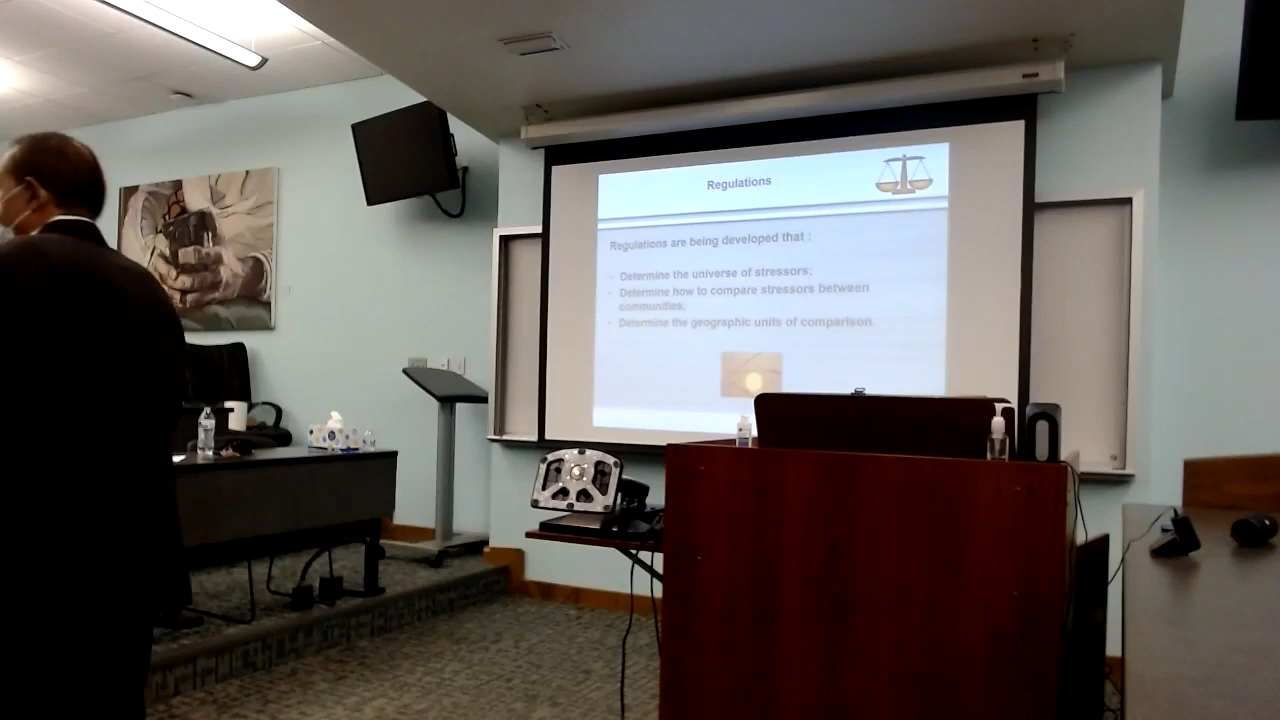 Regulations
Regulations are being developed that :
- Determine the universe of stressors;
- Determine how to compare stressors between
communities;
- Determine the geographic units of comparison